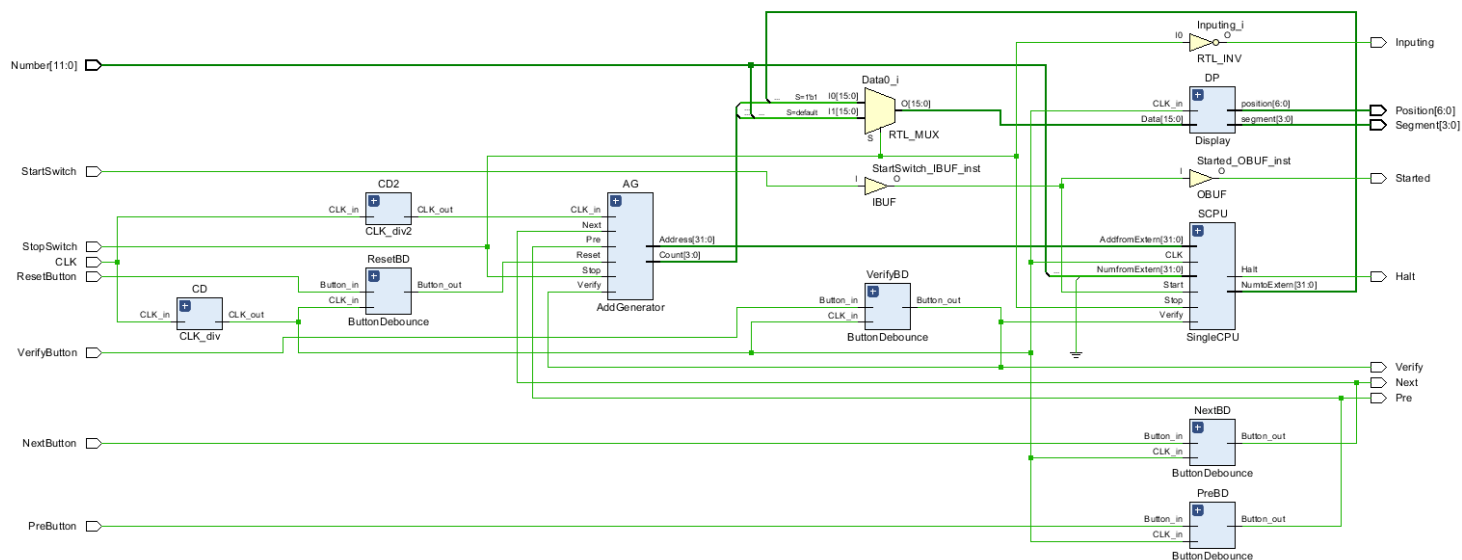 Inputing_i
I0
O
RTL_INV
Inputing
Number[11:0]
Data0_i
S=1'b1
I0[15:0]
S=default
I1[15:0]
O[15:0]
S
RTL_MUX
DP
CLK_in
Data[15:0]
position[6:0]
segment[3:0]
Display
Position[6:0]
Segment[3:0]
StartSwitch
StartSwitch_IBUF_inst
I
O
IBUF
Started_OBUF_inst
I
O
OBUF
Started
CD2
CLK_in
CLK_out
CLK_div2
AG
CLK_in
Next
Pre
Reset
Stop
Verify
Address[31:0]
Count[3:0]
AddGenerator
SCPU
AddfromExtern[31:0]
CLK
NumfromExtern[31:0]
Start
Stop
Verify
Halt
NumtoExtern[31:0]
SingleCPU
Halt
StopSwitch
CLK
ResetButton
ResetBD
Button_in
CLK_in
Button_out
ButtonDebounce
CD
CLK_in
CLK_out
CLK_div
VerifyBD
Button_in
CLK_in
Button_out
ButtonDebounce
VerifyButton
Verify
Next
Pre
NextBD
NextButton
Button_in
CLK_in
Button_out
ButtonDebounce
PreBD
PreButton
Button_in
CLK_in
Button_out
ButtonDebounce